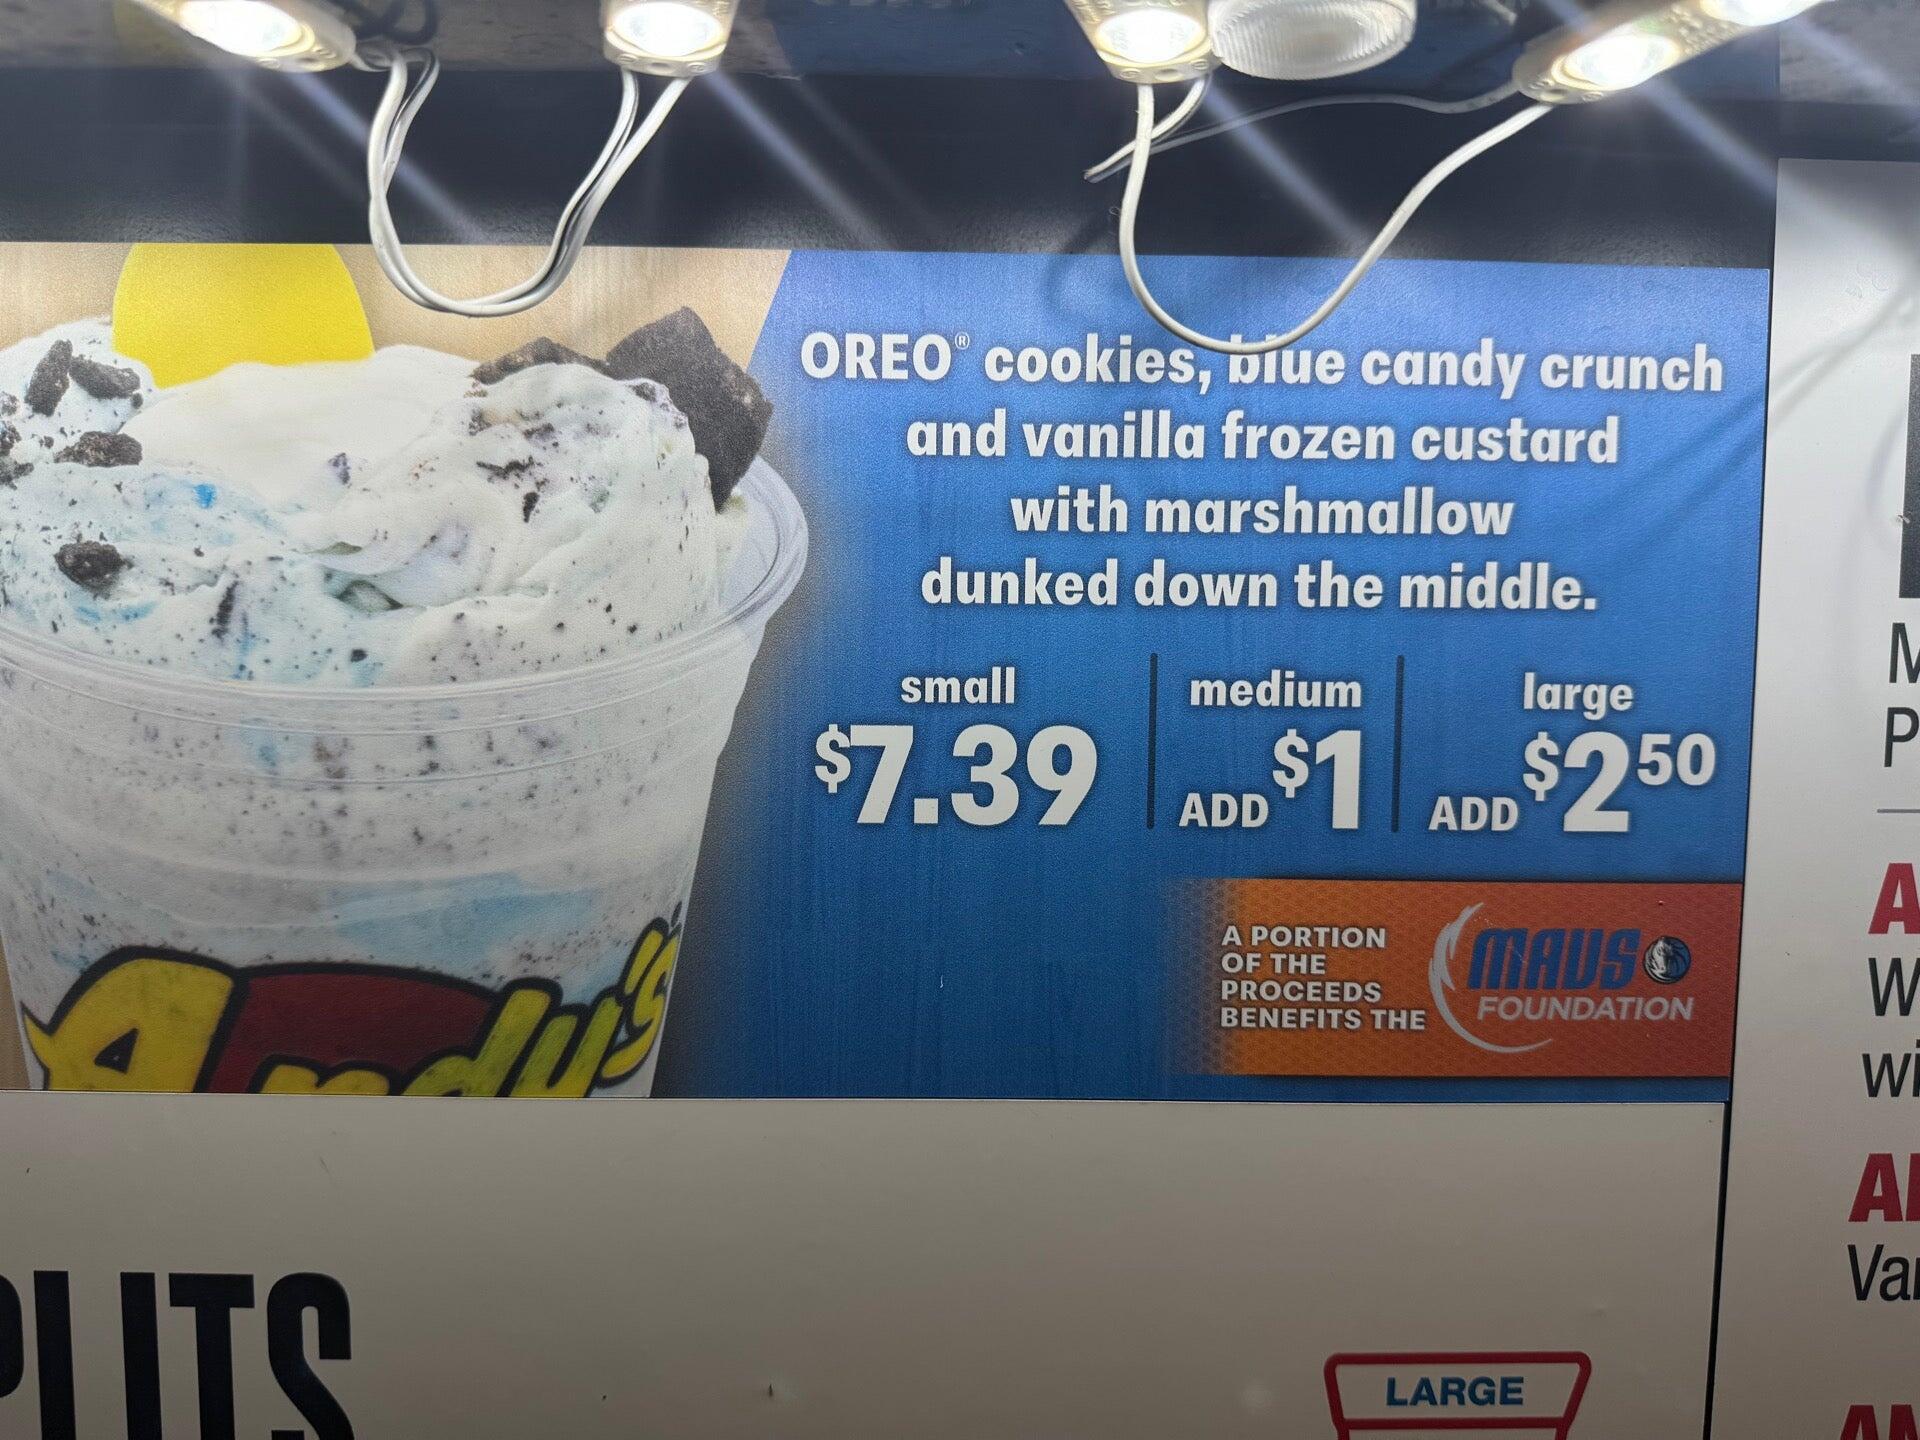 OREO® cookies, blue candy crunch
and vanilla frozen custard
with marshmallow
dunked down the middle.
small
$7.39
medium
ADD $1
large
ADD $2 50
A PORTION
OF THE
PROCEEDS
BENEFITS THE
MAVS
FOUNDATION
Andy's
LARGE